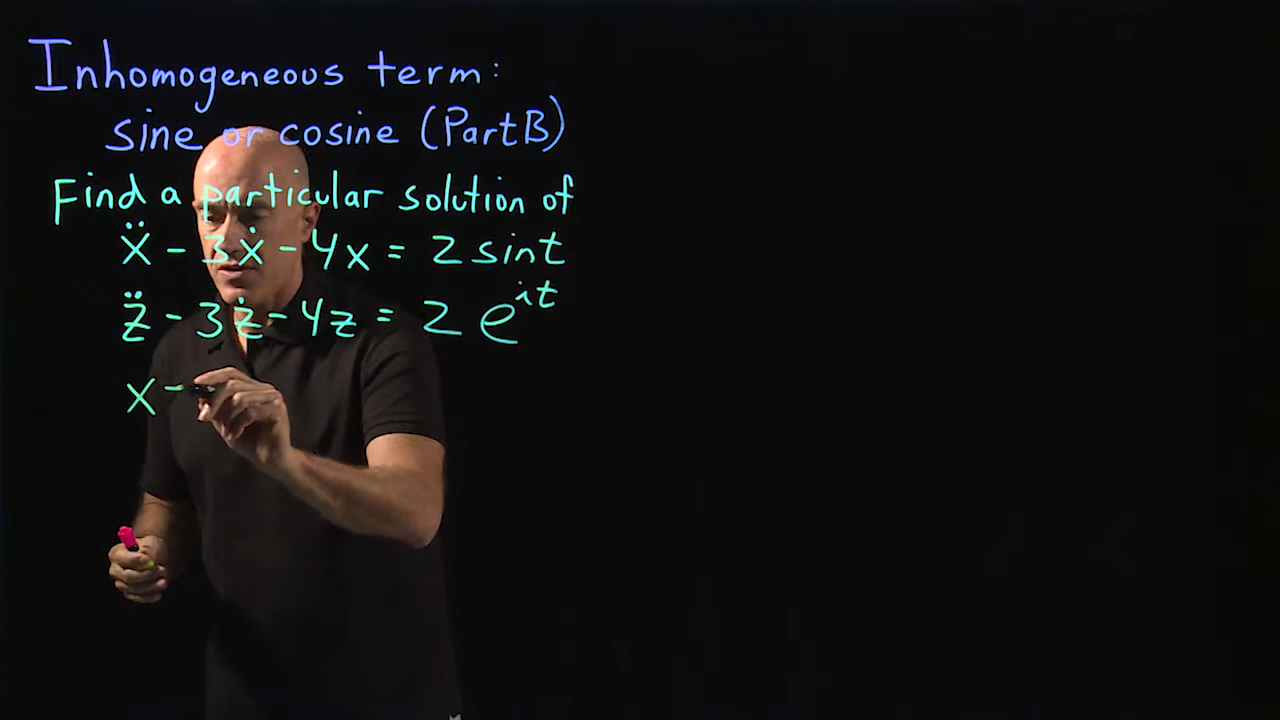 Inhomogeneous term:
sine or cosine (Part B)
Find a particular solution of
ẍ - 3ẋ - 4x = 2 sin t
z̈ - 3ż - 4z = 2 e^{it}
x -